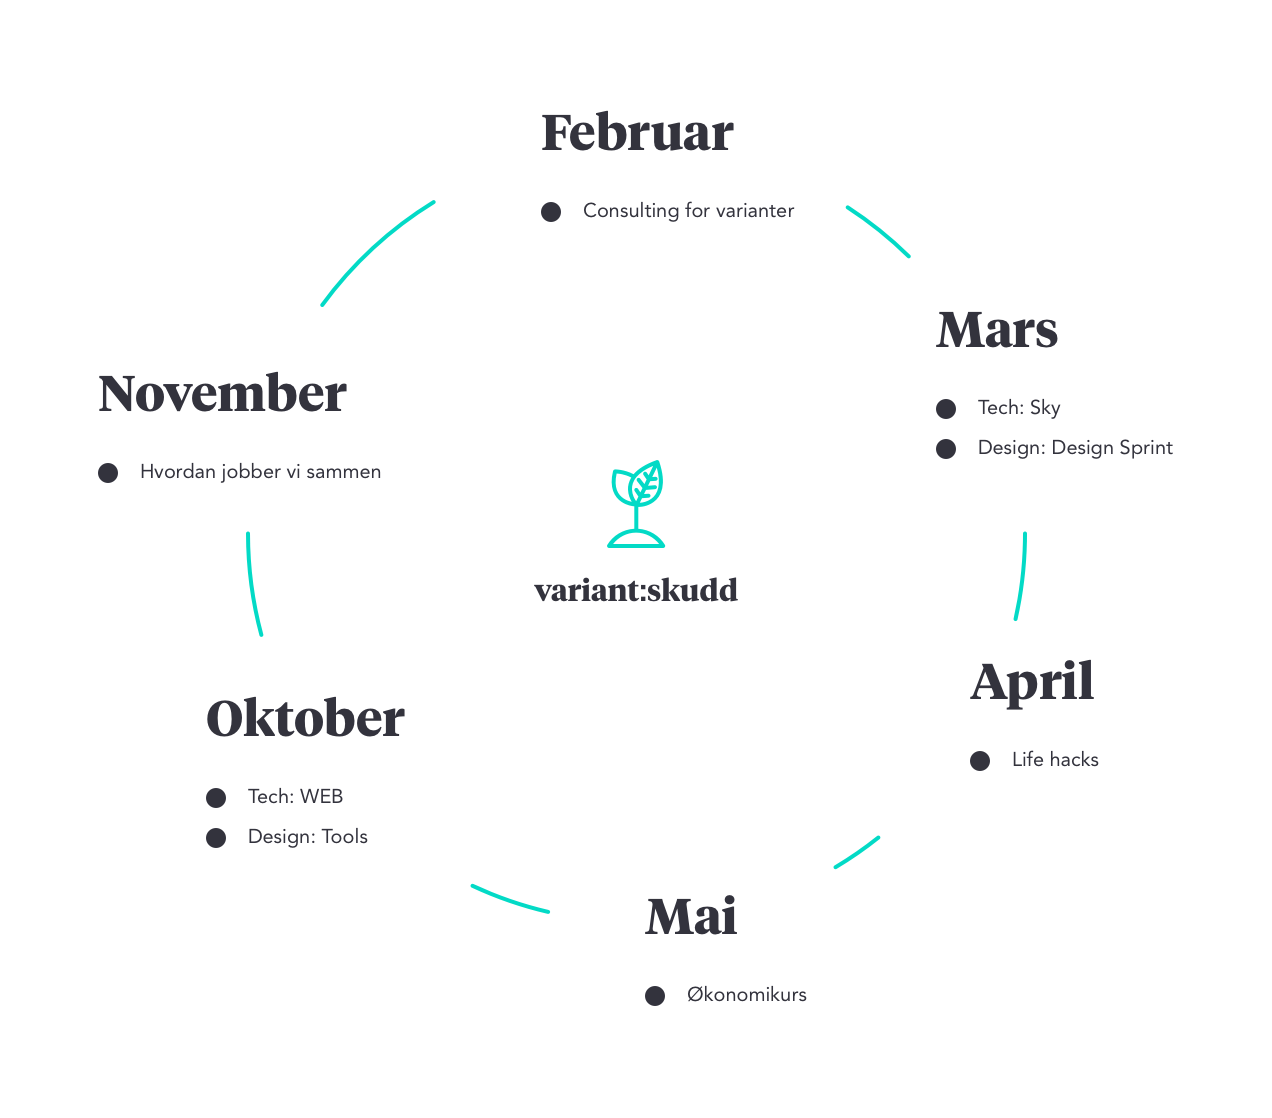 Februar
Consulting for varianter
Mars
Tech: Sky
Design: Design Sprint
April
Life hacks
Mai
Økonomikurs
Oktober
Tech: WEB
Design: Tools
November
Hvordan jobber vi sammen
variant:skudd